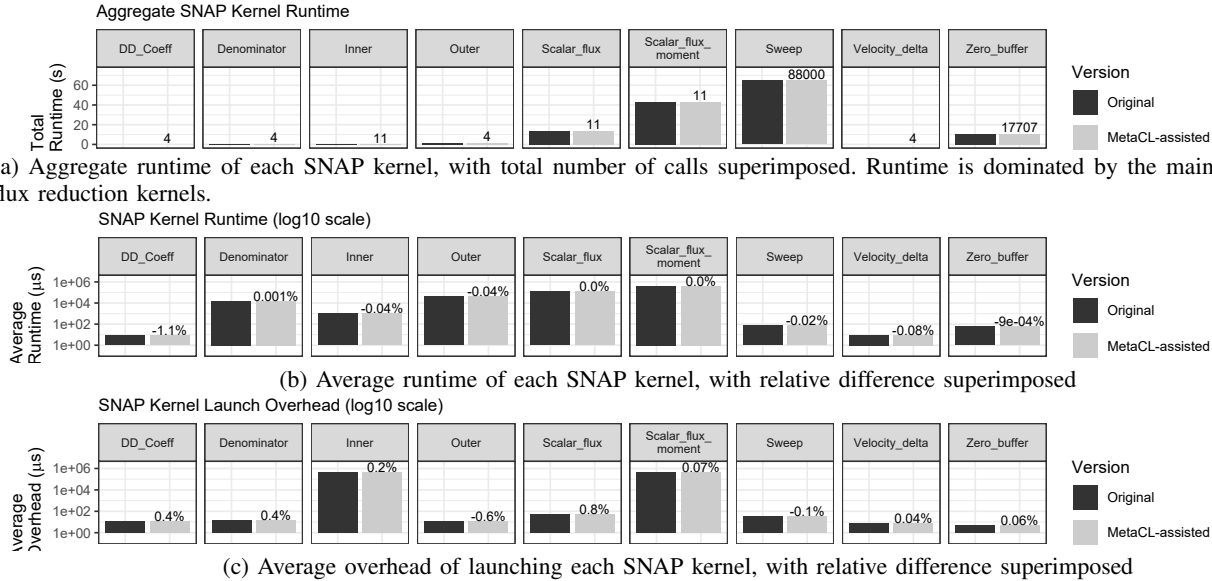 Aggregate SNAP Kernel Runtime
DD_Coeff Denominator Inner Outer Scalar_flux Scalar_flux_ moment Sweep Velocity_delta Zero_buffer
Total Runtime (s)
60
40
20
0
4 4 11 4 11 11 88000 4 17707
Version
Original
MetaCL-assisted
a) Aggregate runtime of each SNAP kernel, with total number of calls superimposed. Runtime is dominated by the main
flux reduction kernels.
SNAP Kernel Runtime (log10 scale)
DD_Coeff Denominator Inner Outer Scalar_flux Scalar_flux_ moment Sweep Velocity_delta Zero_buffer
Average Runtime (µs)
1e+06
1e+04
1e+02
1e+00
-1.1% 0.001% -0.04% -0.04% 0.0% 0.0% -0.02% -0.08% -9e-04%
Version
Original
MetaCL-assisted
(b) Average runtime of each SNAP kernel, with relative difference superimposed
SNAP Kernel Launch Overhead (log10 scale)
DD_Coeff Denominator Inner Outer Scalar_flux Scalar_flux_ moment Sweep Velocity_delta Zero_buffer
Average Overhead (µs)
1e+06
1e+04
1e+02
1e+00
0.4% 0.4% 0.2% -0.6% 0.8% 0.07% -0.1% 0.04% 0.06%
Version
Original
MetaCL-assisted
(c) Average overhead of launching each SNAP kernel, with relative difference superimposed